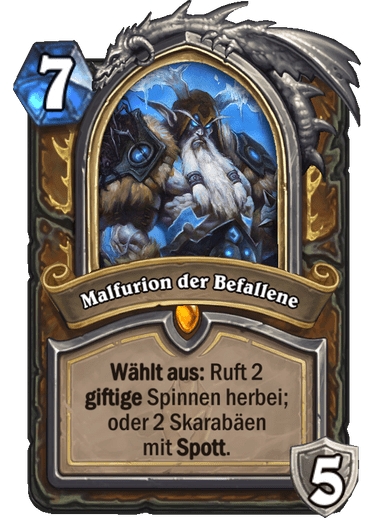 7
Malfurion der Befallene
Wählt aus: Ruft 2
giftige Spinnen herbei;
oder 2 Skarabäen
mit Spott.
5